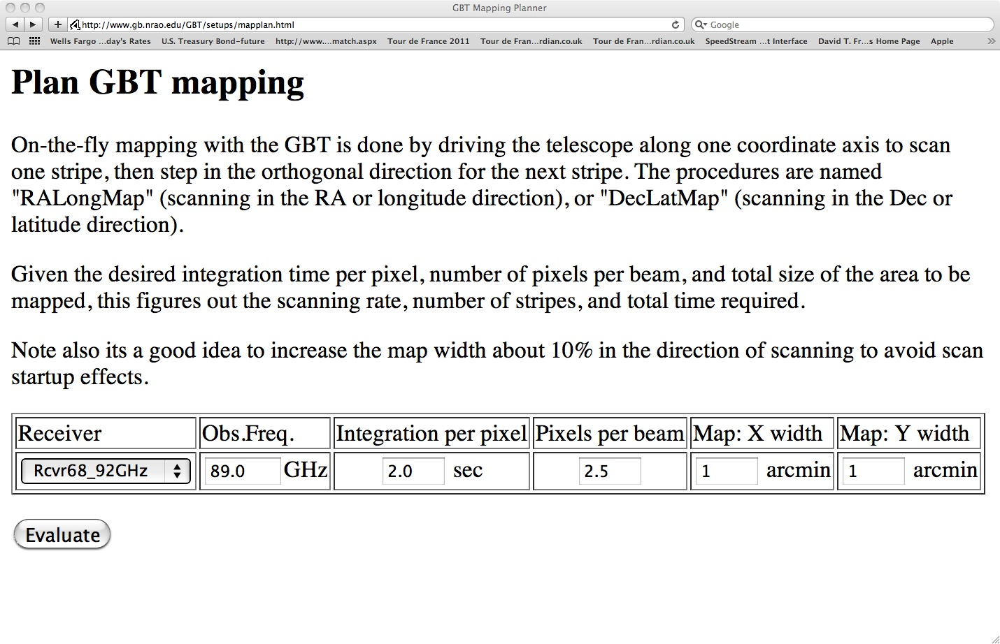 GBT Mapping Planner
http://www.gb.nrao.edu/GBT/setups/mapplan.html
Google
Wells Fargo ...day's Rates U.S. Treasury Bond-future http://www....match.aspx Tour de France 2011 Tour de Fran...rdian.co.uk Tour de Fran...rdian.co.uk SpeedStream ...t Interface David T. Fr...s Home Page Apple
Plan GBT mapping
On-the-fly mapping with the GBT is done by driving the telescope along one coordinate axis to scan
one stripe, then step in the orthogonal direction for the next stripe. The procedures are named
"RALongMap" (scanning in the RA or longitude direction), or "DecLatMap" (scanning in the Dec or
latitude direction).
Given the desired integration time per pixel, number of pixels per beam, and total size of the area to be
mapped, this figures out the scanning rate, number of stripes, and total time required.
Note also its a good idea to increase the map width about 10% in the direction of scanning to avoid scan
startup effects.
Receiver Obs.Freq. Integration per pixel Pixels per beam Map: X width Map: Y width
Rcvr68_92GHz 89.0 GHz 2.0 sec 2.5 1 arcmin 1 arcmin
Evaluate